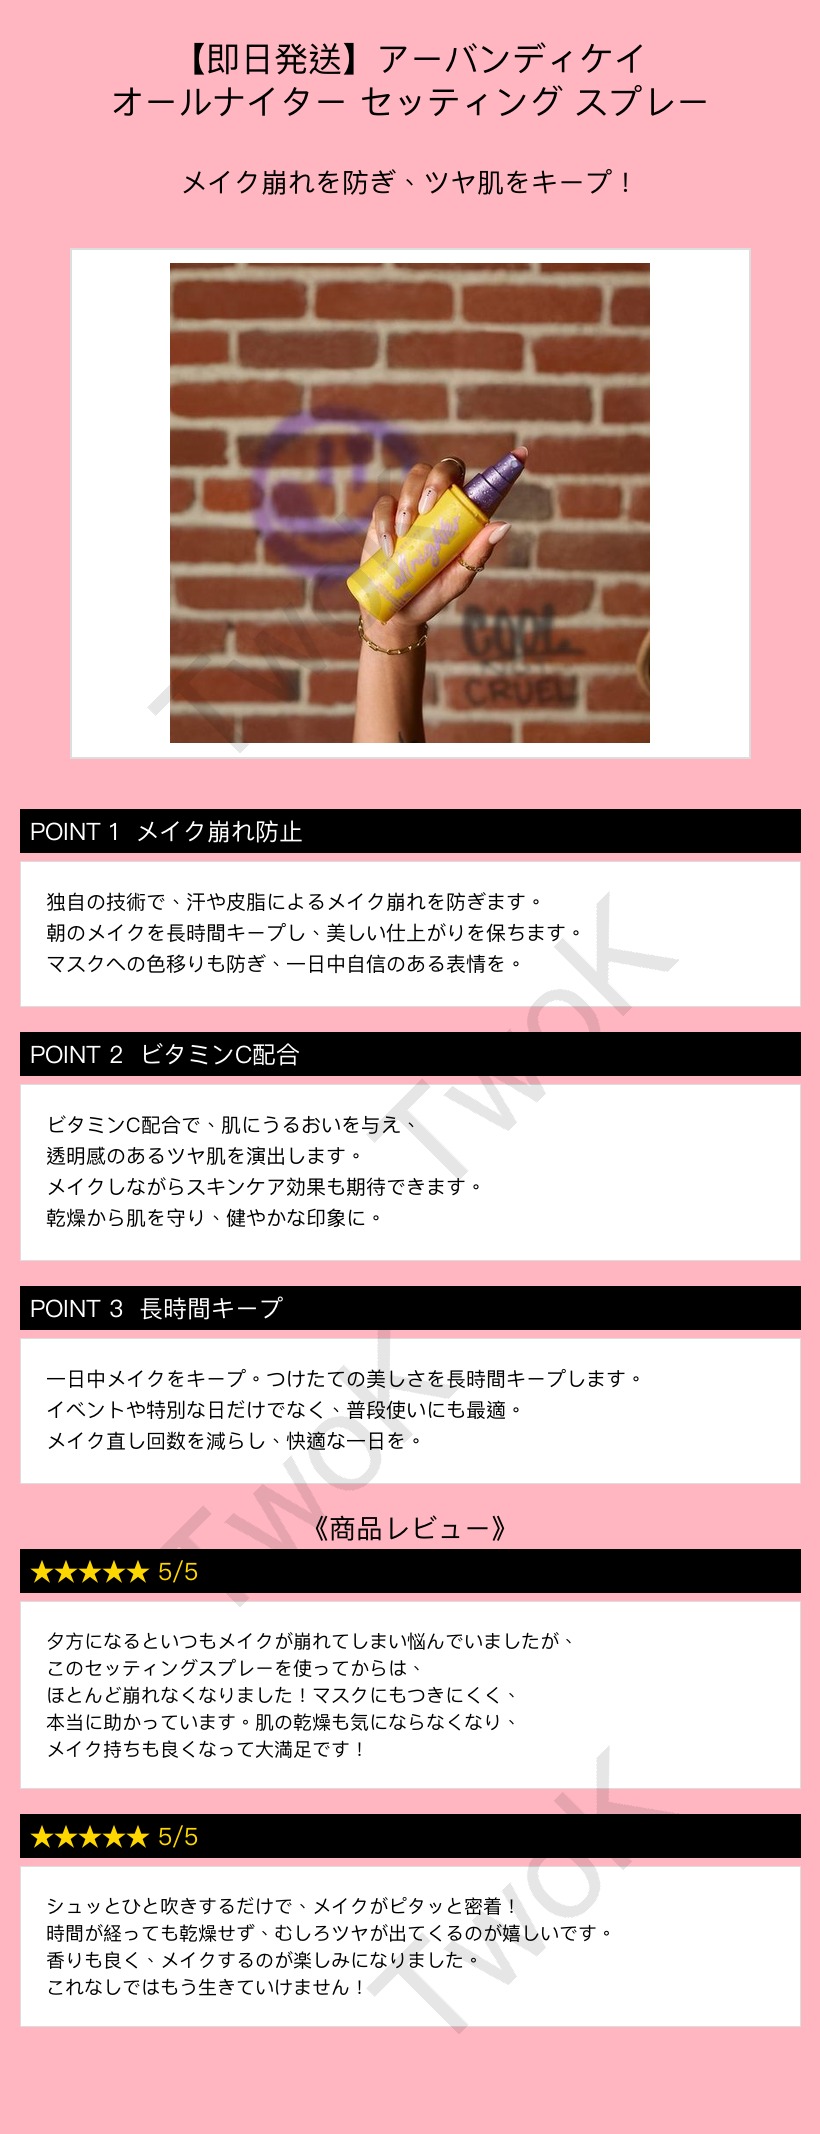 【即日発送】アーバンディケイ
オールナイター セッティング スプレー
メイク崩れを防ぎ、ツヤ肌をキープ！
all nighter
COOL
NOT
CRUEL
POINT 1 メイク崩れ防止
独自の技術で、汗や皮脂によるメイク崩れを防ぎます。
朝のメイクを長時間キープし、美しい仕上がりを保ちます。
マスクへの色移りも防ぎ、一日中自信のある表情を。
POINT 2 ビタミンC配合
ビタミンC配合で、肌にうるおいを与え、
透明感のあるツヤ肌を演出します。
メイクしながらスキンケア効果も期待できます。
乾燥から肌を守り、健やかな印象に。
POINT 3 長時間キープ
一日中メイクをキープ。つけたての美しさを長時間キープします。
イベントや特別な日だけでなく、普段使いにも最適。
メイク直し回数を減らし、快適な一日を。
《商品レビュー》
★★★★★ 5/5
夕方になるといつもメイクが崩れてしまい悩んでいましたが、
このセッティングスプレーを使ってからは、
ほとんど崩れなくなりました！マスクにもつきにくく、
本当に助かっています。肌の乾燥も気にならなくなり、
メイク持ちも良くなって大満足です！
★★★★★ 5/5
シュッとひと吹きするだけで、メイクがピタッと密着！
時間が経っても乾燥せず、むしろツヤが出てくるのが嬉しいです。
香りも良く、メイクするのが楽しみになりました。
これなしではもう生きていけません！
TwoK
TwoK
TwoK
TwoK